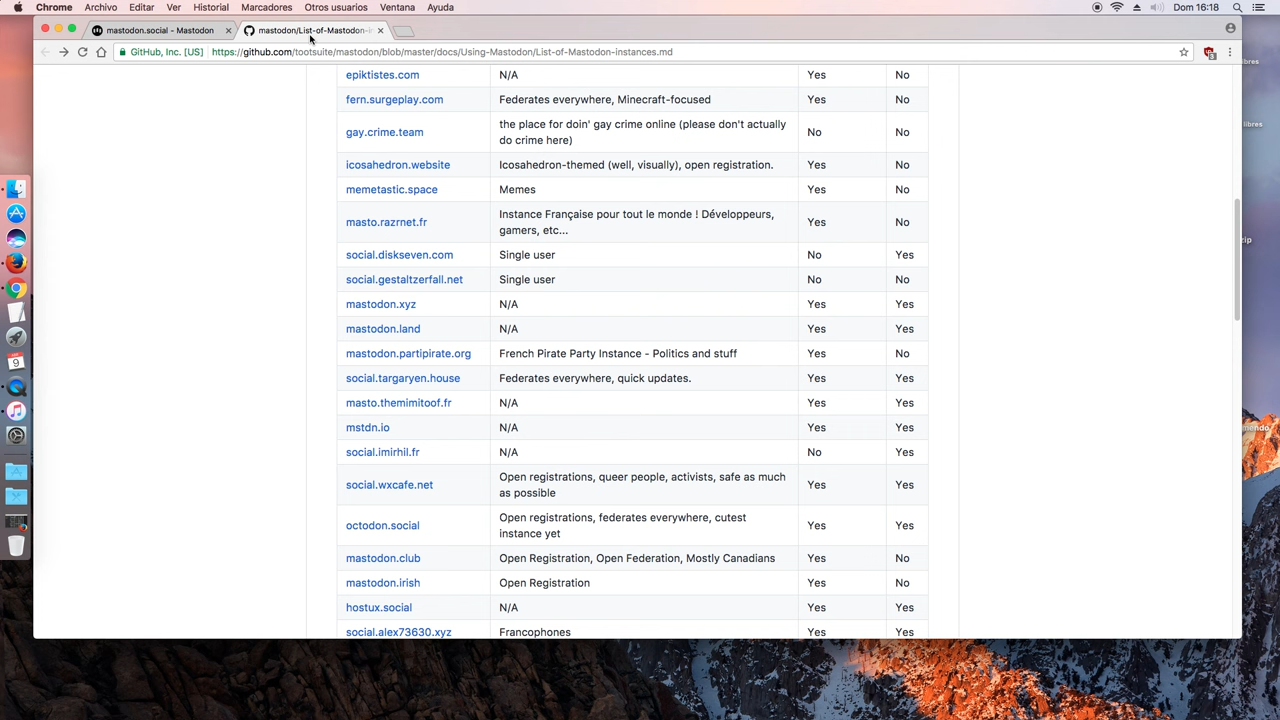 Chrome Archivo Editar Ver Historial Marcadores Otros usuarios Ventana Ayuda Dom 16:18
mastodon.social - Mastodon mastodon/List-of-Mastodon-in
GitHub, Inc. [US] https://github.com/tootsuite/mastodon/blob/master/docs/Using-Mastodon/List-of-Mastodon-instances.md 3
epiktistes.com N/A Yes No
fern.surgeplay.com Federates everywhere, Minecraft-focused Yes No
gay.crime.team the place for doin' gay crime online (please don't actually
do crime here) No No
icosahedron.website Icosahedron-themed (well, visually), open registration. Yes No
memetastic.space Memes Yes No
masto.razrnet.fr Instance Française pour tout le monde ! Développeurs,
gamers, etc... Yes No
social.diskseven.com Single user No Yes
social.gestaltzerfall.net Single user No No
mastodon.xyz N/A Yes Yes
mastodon.land N/A Yes Yes
mastodon.partipirate.org French Pirate Party Instance - Politics and stuff Yes No
social.targaryen.house Federates everywhere, quick updates. Yes Yes
masto.themimitoof.fr N/A Yes Yes
mstdn.io N/A Yes Yes
social.imirhil.fr N/A No Yes
social.wxcafe.net Open registrations, queer people, activists, safe as much
as possible Yes Yes
octodon.social Open registrations, federates everywhere, cutest
instance yet Yes Yes
mastodon.club Open Registration, Open Federation, Mostly Canadians Yes No
mastodon.irish Open Registration Yes No
hostux.social N/A Yes Yes
social.alex73630.xyz Francophones Yes Yes
9
ibres
libres
zip
mendo